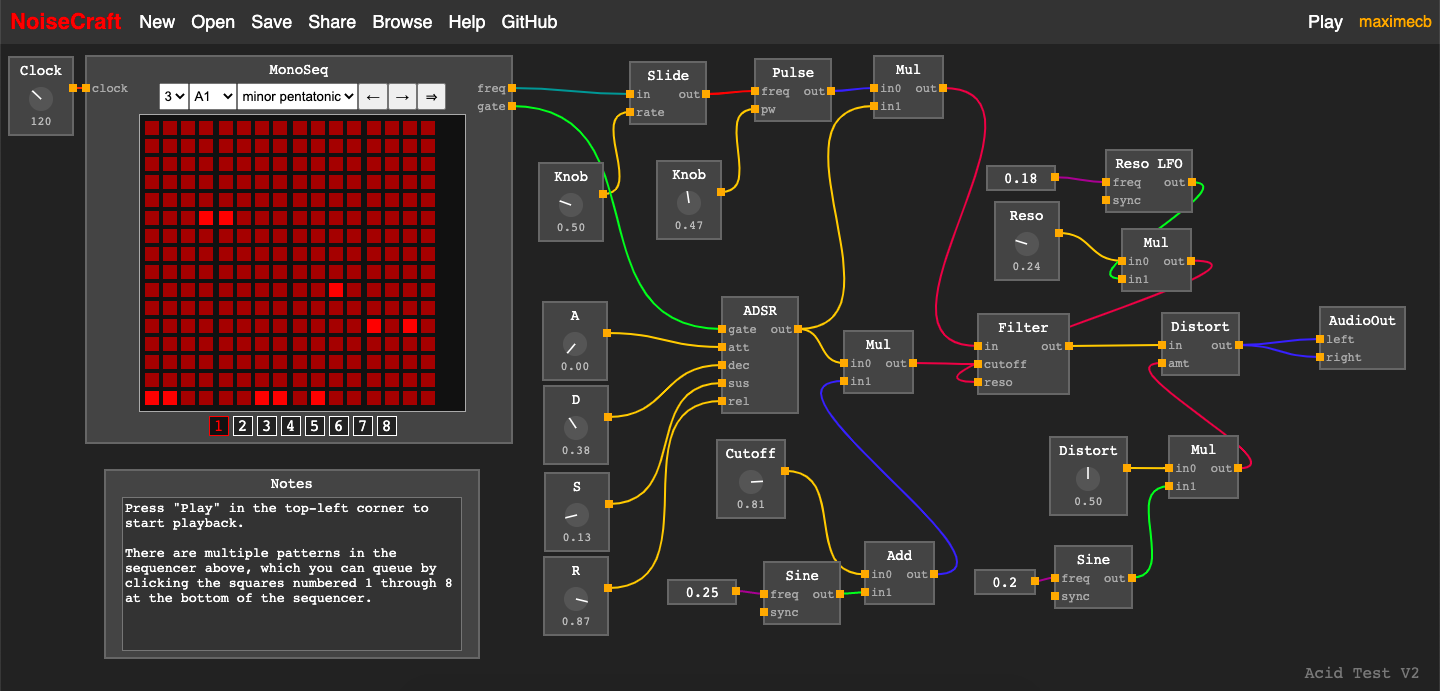 NoiseCraft New Open Save Share Browse Help GitHub Play maximecb
Clock
120
MonoSeq
clock
3 A1 minor pentatonic ← → ⇒
freq
gate
1 2 3 4 5 6 7 8
Notes
Press "Play" in the top-left corner to
start playback.
There are multiple patterns in the
sequencer above, which you can queue by
clicking the squares numbered 1 through 8
at the bottom of the sequencer.
Slide
in out
rate
Pulse
freq out
pw
Mul
in0 out
in1
Knob
0.50
Knob
0.47
0.18
Reso LFO
freq out
sync
Reso
0.24
Mul
in0 out
in1
A
0.00
D
0.38
S
0.13
R
0.87
ADSR
gate out
att
dec
sus
rel
Mul
in0 out
in1
Filter
in out
cutoff
reso
Distort
in out
amt
AudioOut
left
right
Cutoff
0.81
0.25
Sine
freq out
sync
Add
in0 out
in1
Distort
0.50
Mul
in0 out
in1
0.2
Sine
freq out
sync
Acid Test V2